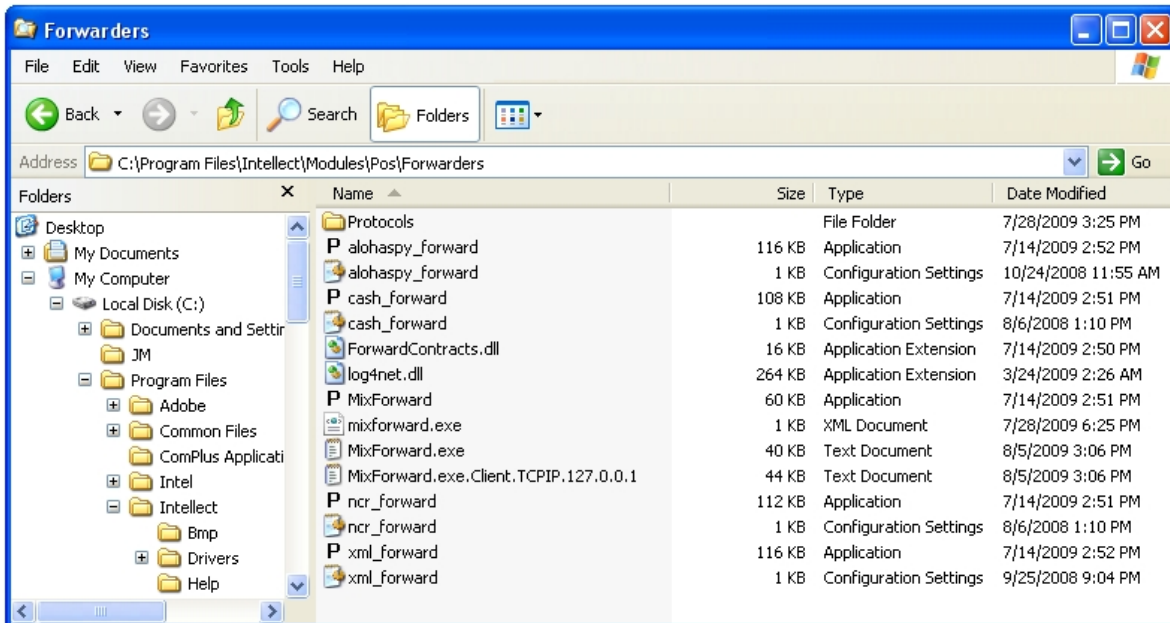 Forwarders
File Edit View Favorites Tools Help
Back Search Folders
Address C:\Program Files\Intellect\Modules\Pos\Forwarders Go
Folders x Name Size Type Date Modified
Desktop
My Documents
My Computer
Local Disk (C:)
Documents and Settir
JM
Program Files
Adobe
Common Files
ComPlus Applicati
Intel
Intellect
Bmp
Drivers
Help
Protocols File Folder 7/28/2009 3:25 PM
P alohaspy_forward 116 KB Application 7/14/2009 2:52 PM
alohaspy_forward 1 KB Configuration Settings 10/24/2008 11:55 AM
P cash_forward 108 KB Application 7/14/2009 2:51 PM
cash_forward 1 KB Configuration Settings 8/6/2008 1:10 PM
ForwardContracts.dll 16 KB Application Extension 7/14/2009 2:50 PM
log4net.dll 264 KB Application Extension 3/24/2009 2:26 AM
P MixForward 60 KB Application 7/14/2009 2:51 PM
mixforward.exe 1 KB XML Document 7/28/2009 6:25 PM
MixForward.exe 40 KB Text Document 8/5/2009 3:06 PM
MixForward.exe.Client.TCPIP.127.0.0.1 44 KB Text Document 8/5/2009 3:06 PM
P ncr_forward 112 KB Application 7/14/2009 2:51 PM
ncr_forward 1 KB Configuration Settings 8/6/2008 1:10 PM
P xml_forward 116 KB Application 7/14/2009 2:52 PM
xml_forward 1 KB Configuration Settings 9/25/2008 9:04 PM